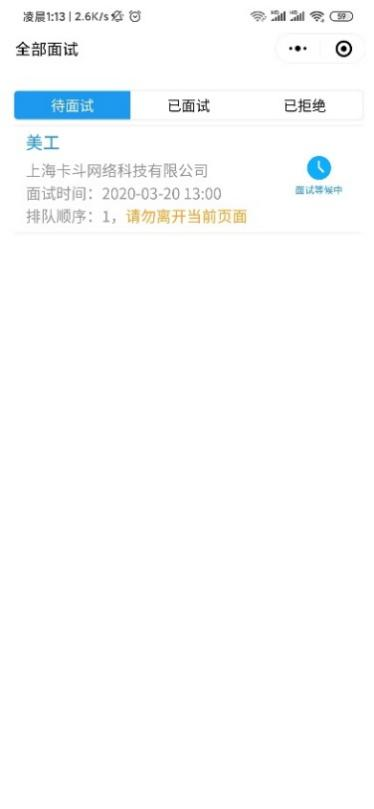 凌晨1:13 | 2.6K/s
59
全部面试
待面试 已面试 已拒绝
美工
上海卡斗网络科技有限公司
面试时间：2020-03-20 13:00
面试等候中
排队顺序：1，请勿离开当前页面